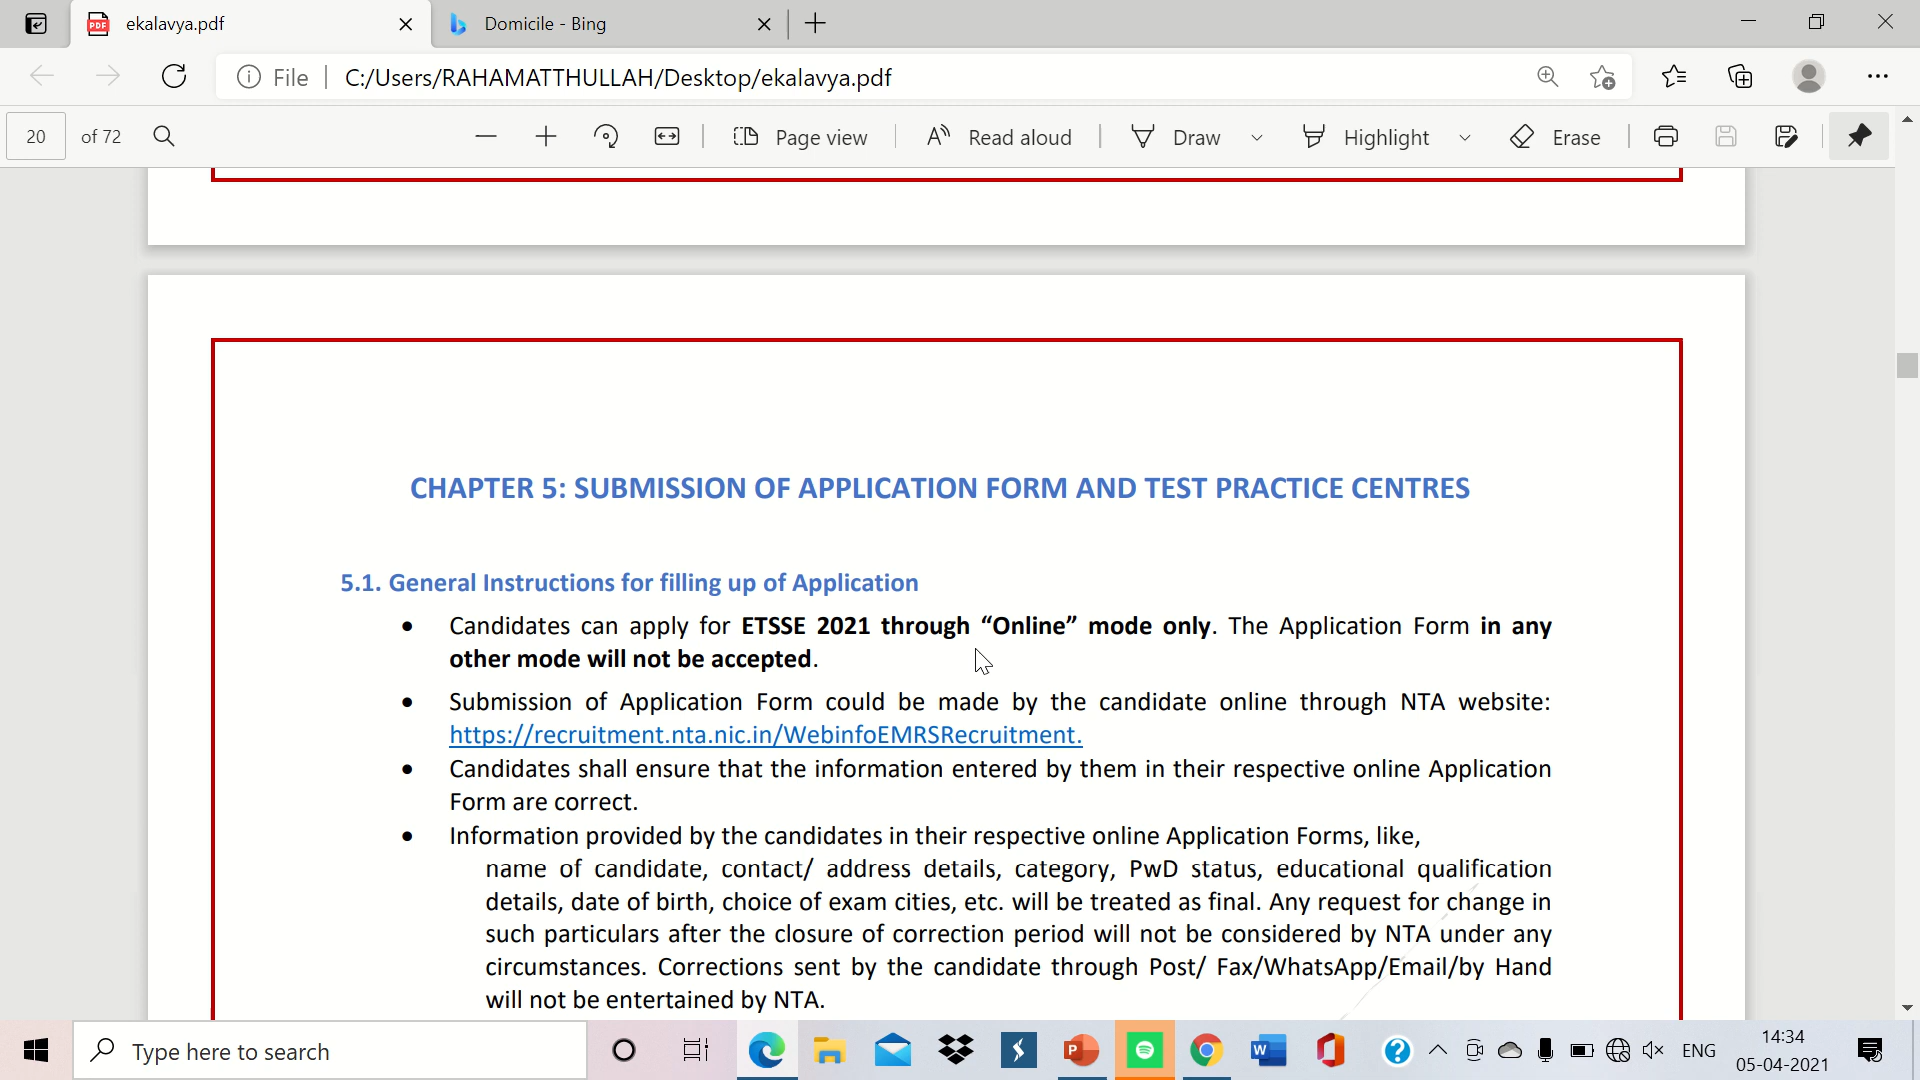 ekalavya.pdf
Domicile - Bing
File
C:/Users/RAHAMATTHULLAH/Desktop/ekalavya.pdf
20 of 72
Page view
Read aloud
Draw
Highlight
Erase
CHAPTER 5: SUBMISSION OF APPLICATION FORM AND TEST PRACTICE CENTRES
5.1. General Instructions for filling up of Application
• Candidates can apply for ETSSE 2021 through “Online” mode only. The Application Form in any
other mode will not be accepted.
• Submission of Application Form could be made by the candidate online through NTA website:
https://recruitment.nta.nic.in/WebinfoEMRSRecruitment.
• Candidates shall ensure that the information entered by them in their respective online Application
Form are correct.
• Information provided by the candidates in their respective online Application Forms, like,
name of candidate, contact/ address details, category, PwD status, educational qualification
details, date of birth, choice of exam cities, etc. will be treated as final. Any request for change in
such particulars after the closure of correction period will not be considered by NTA under any
circumstances. Corrections sent by the candidate through Post/ Fax/WhatsApp/Email/by Hand
will not be entertained by NTA.
Type here to search
ENG
14:34
05-04-2021